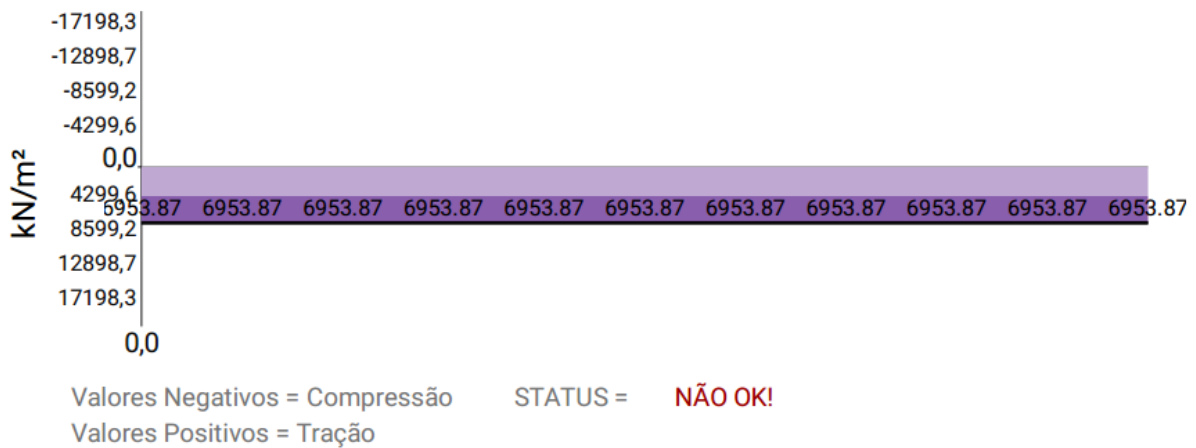 -17198,3
-12898,7
-8599,2
-4299,6
0,0
kN/m²
4299,6
6953.87 6953.87 6953.87 6953.87 6953.87 6953.87 6953.87 6953.87 6953.87 6953.87 6953.87
8599,2
12898,7
17198,3
0,0
Valores Negativos = Compressão STATUS = NÃO OK!
Valores Positivos = Tração